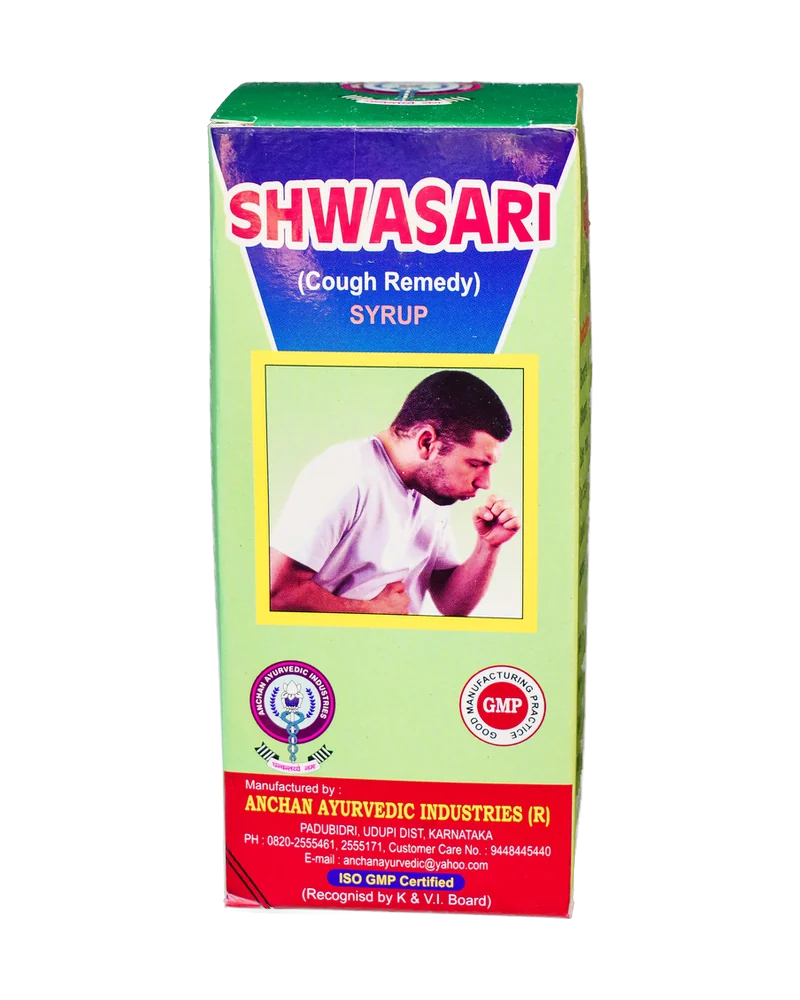 SHWASARI
(Cough Remedy)
SYRUP
ANCHAN AYURVEDIC INDUSTRIES
GOOD MANUFACTURING PRACTICE
GMP
Manufactured by :
ANCHAN AYURVEDIC INDUSTRIES (R)
PADUBIDRI, UDUPI DIST, KARNATAKA
PH : 0820-2555461, 2555171, Customer Care No. : 9448445440
E-mail : anchanayurvedic@yahoo.com
ISO GMP Certified
(Recognisd by K & V.I. Board)